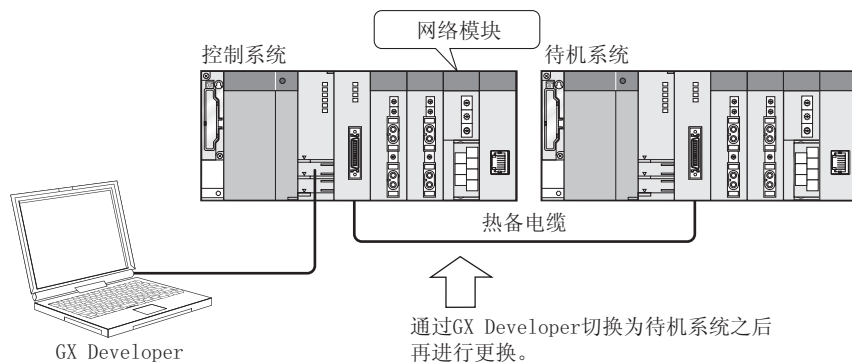 网络模块
控制系统
待机系统
热备电缆
GX Developer
通过GX Developer切换为待机系统之后
再进行更换。